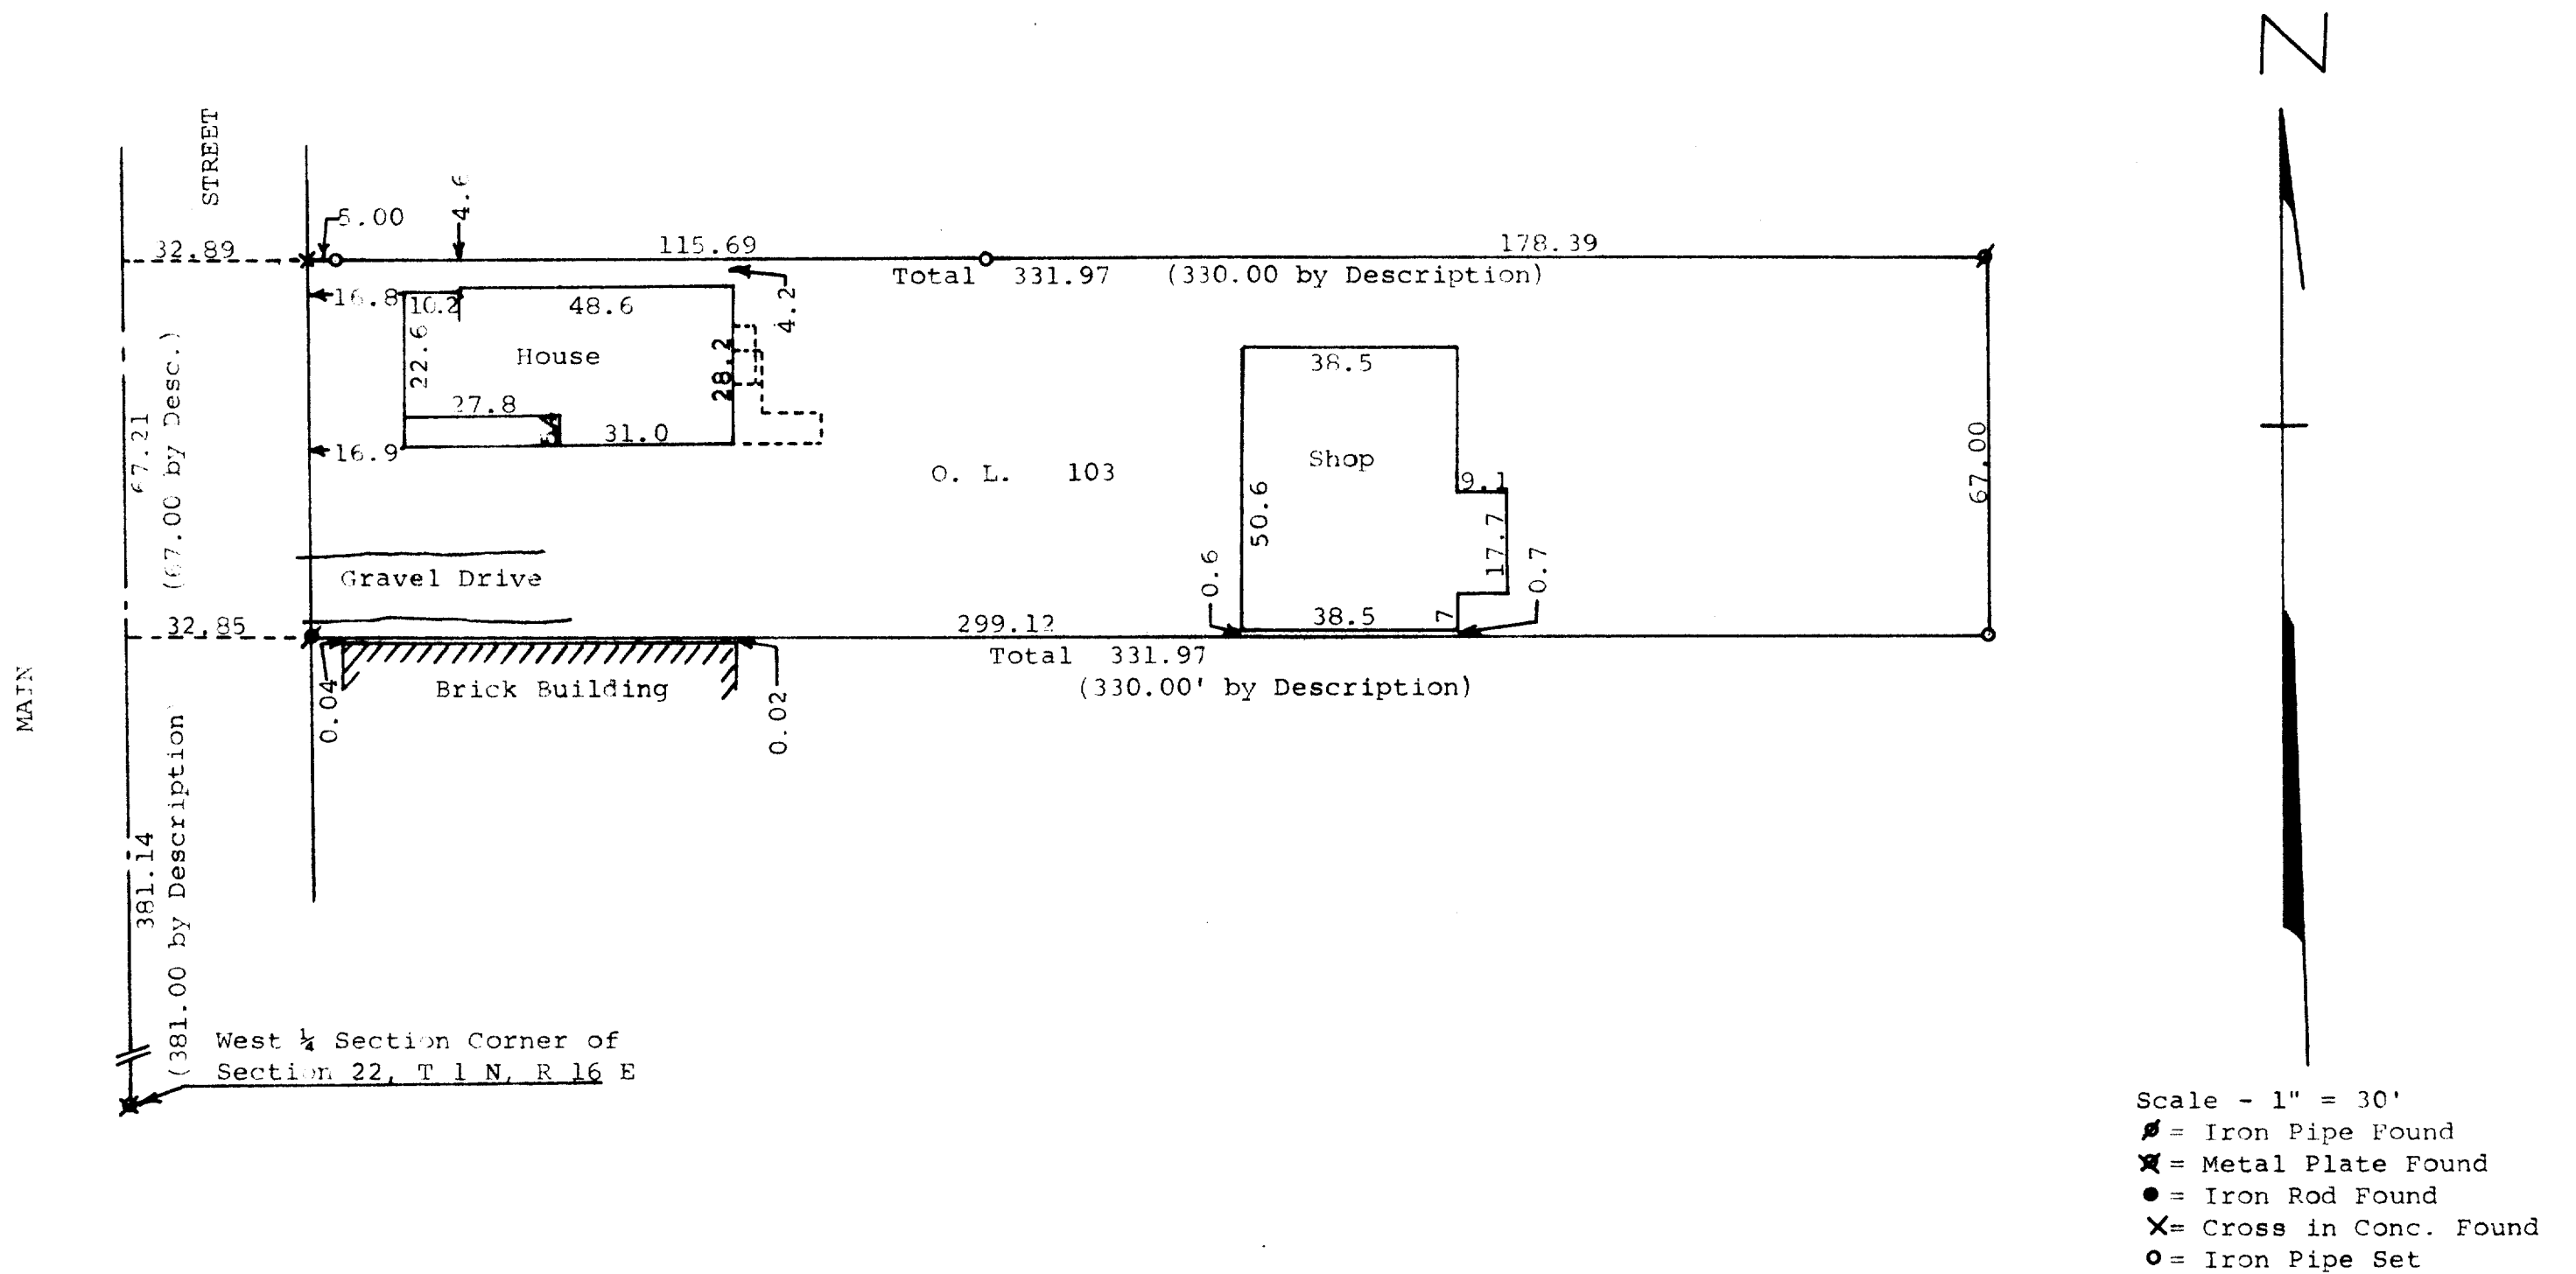 N
STREET
5.00
4.6
32.89
115.69
178.39
Total 331.97 (330.00 by Description)
16.8
10.2
48.6
4.2
22.6
House
28.2
27.8
31.0
16.9
67.21
(67.00 by Desc.)
O. L. 103
38.5
Shop
50.6
9.1
17.7
7
0.6
0.7
38.5
67.00
Gravel Drive
32.85
299.12
Total 331.97
(330.00' by Description)
Brick Building
0.04
0.02
MAIN
381.14
(381.00 by Description
West ¼ Section Corner of
Section 22, T 1 N, R 16 E
Scale - 1" = 30'
= Iron Pipe Found
= Metal Plate Found
= Iron Rod Found
= Cross in Conc. Found
= Iron Pipe Set